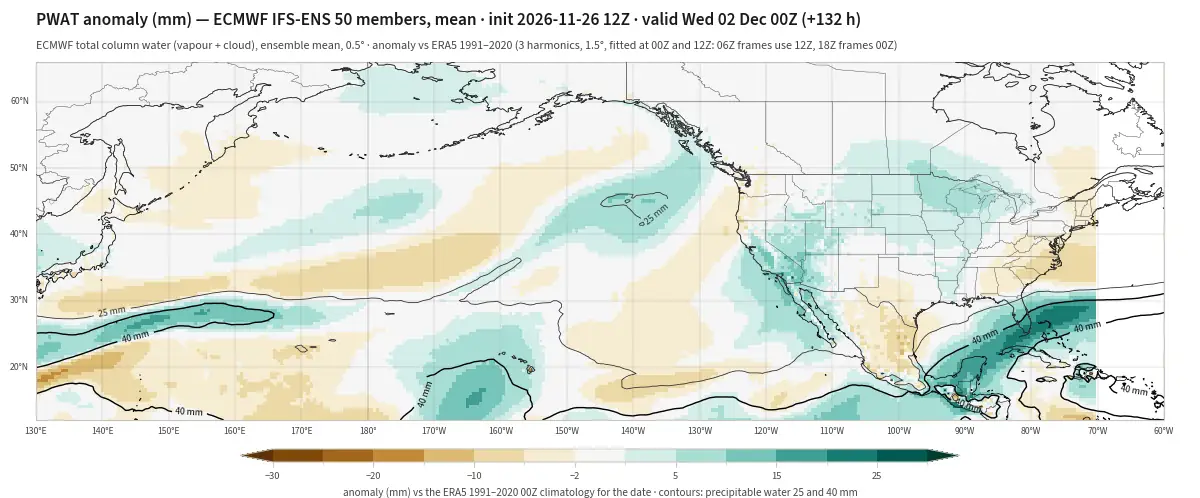 PWAT anomaly (mm) — ECMWF IFS-ENS 50 members, mean · init 2026-11-26 12Z · valid Wed 02 Dec 00Z (+132 h)
ECMWF total column water (vapour + cloud), ensemble mean, 0.5° · anomaly vs ERA5 1991–2020 (3 harmonics, 1.5°, fitted at 00Z and 12Z: 06Z frames use 12Z, 18Z frames 00Z)
60°N
50°N
40°N
30°N
20°N
25 mm
25 mm
40 mm
40 mm
40 mm
40 mm
40 mm
40 mm
130°E 140°E 150°E 160°E 170°E 180° 170°W 160°W 150°W 140°W 130°W 120°W 110°W 100°W 90°W 80°W 70°W 60°W
−30 −20 −10 −2 5 15 25
anomaly (mm) vs the ERA5 1991–2020 00Z climatology for the date · contours: precipitable water 25 and 40 mm